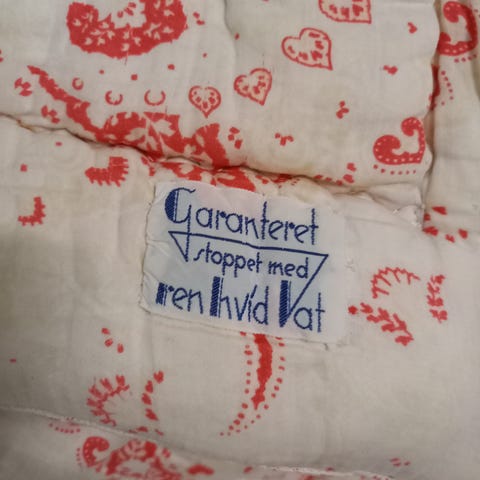 Garanteret
stoppet med
ren hvid Vat